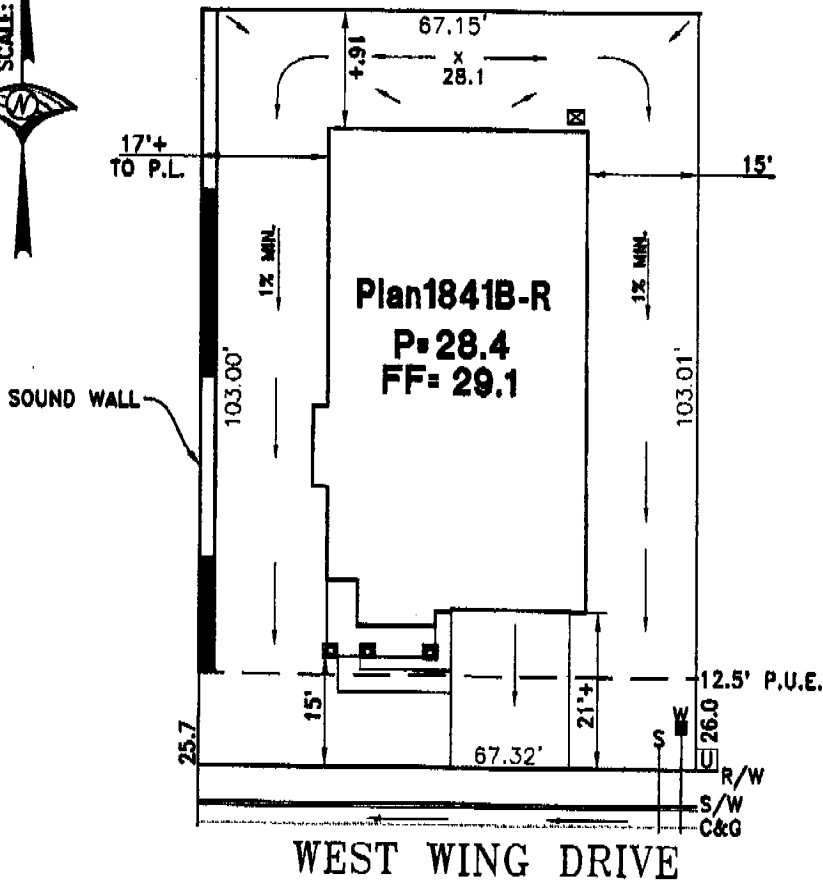 SCALE:
N
67.15'
16'+
x
28.1
17'+
TO P.L.
15'
1% MIN.
1% MIN.
Plan1841B-R
P=28.4
FF= 29.1
SOUND WALL
103.00'
103.01'
12.5' P.U.E.
15'
21'+
25.7
67.32'
S
W
26.0
U
R/W
S/W
C&G
WEST WING DRIVE